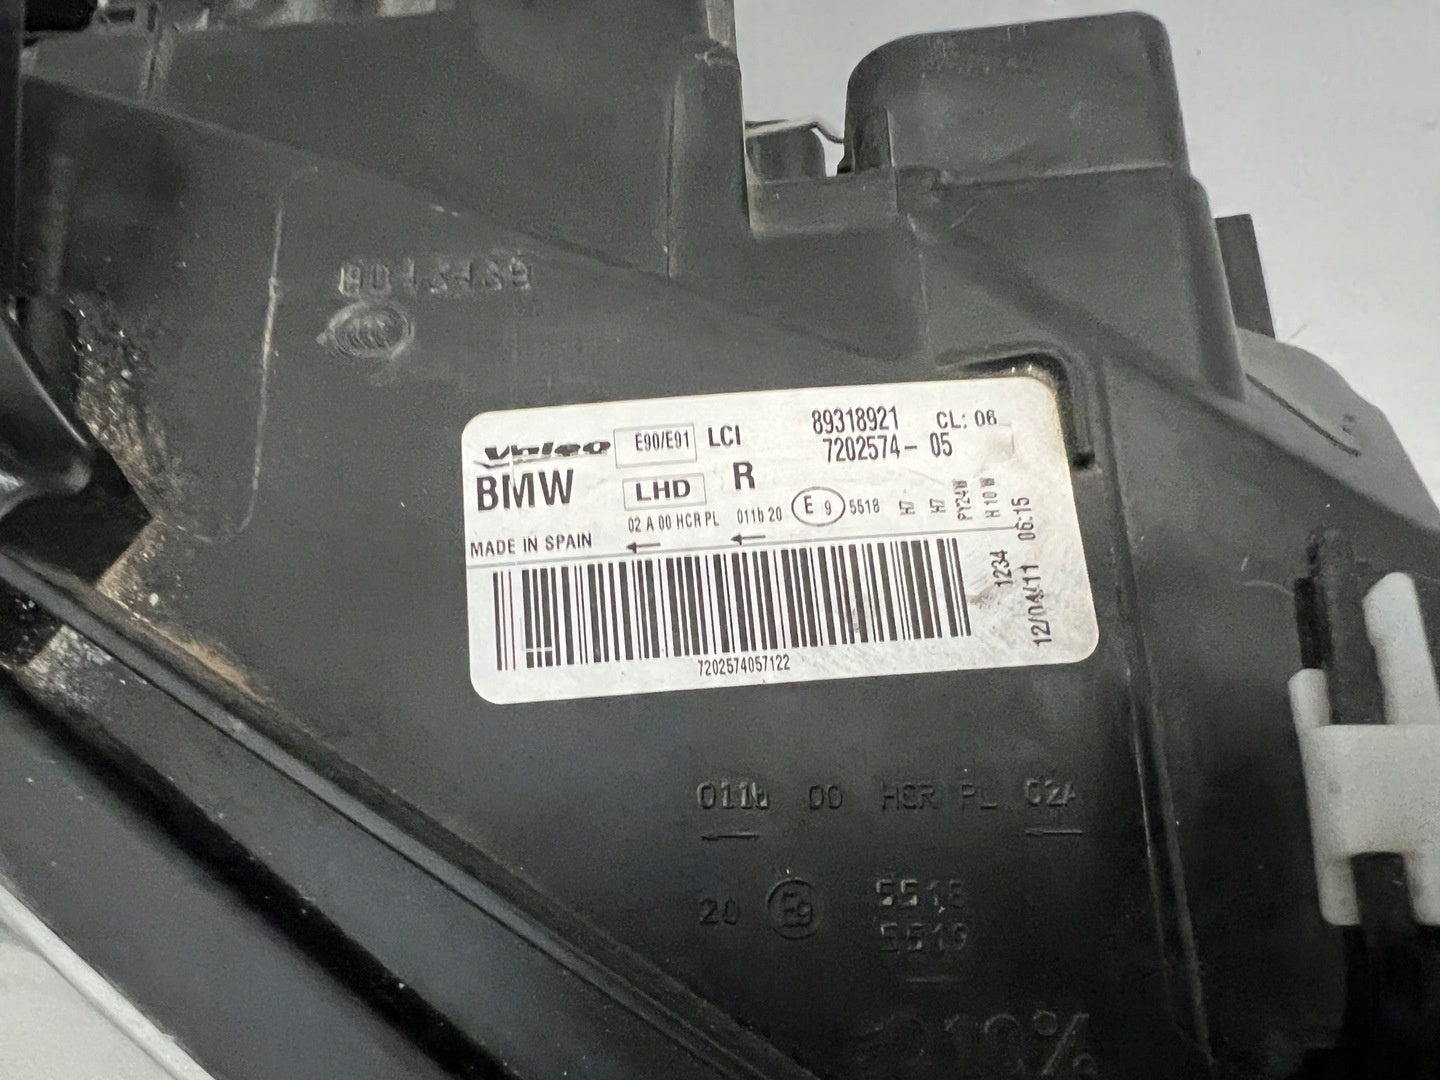 Valeo E90/E91 LCI 89318921 CL: 06
7202574- 05
BMW LHD R
02 A 00 HCR PL 011b 20 E 9 5518 H7 H7 PY24W H10W
MADE IN SPAIN
1234
12/04/11 06:15
7202574057122
011b 00 HCR PL 02A
20 E9 5518
5519